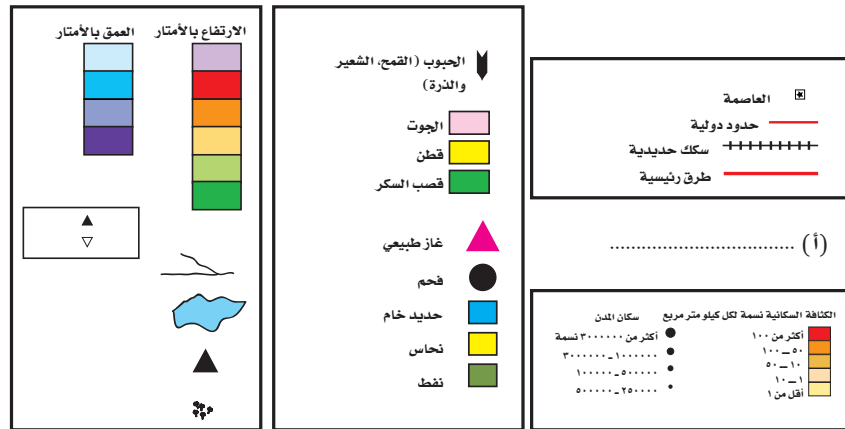 العاصمة
حدود دولية
سكك حديدية
طرق رئيسية
(أ) ..................................
الكثافة السكانية نسمة لكل كيلو متر مربع
أكثر من ١٠٠
٥٠ – ١٠٠
١٠ – ٥٠
١ – ١٠
أقل من ١
سكان المدن
أكثر من ٣٠٠٠٠٠٠ نسمة
١٠٠٠٠٠٠ - ٣٠٠٠٠٠٠
٥٠٠٠٠٠ - ١٠٠٠٠٠٠
٢٥٠٠٠٠ - ٥٠٠٠٠٠
الحبوب (القمح، الشعير
والذرة)
الجوت
قطن
قصب السكر
غاز طبيعي
فحم
حديد خام
نحاس
نفط
الارتفاع بالأمتار
العمق بالأمتار